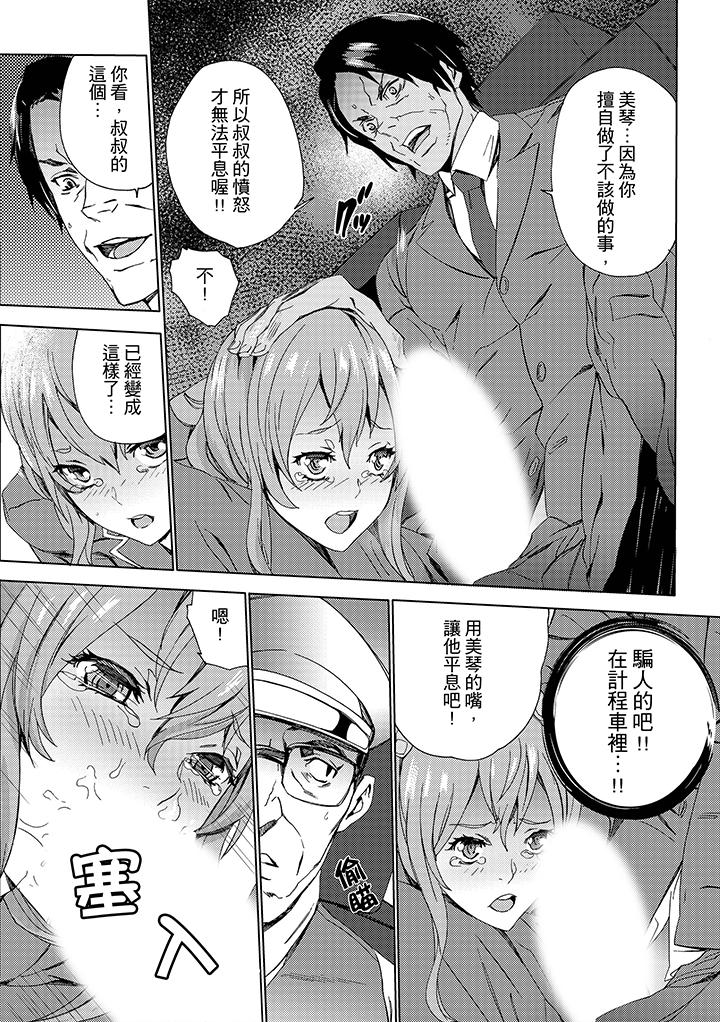 美琴…因為你
擅自做了不該做的事，
所以叔叔的憤怒
才無法平息喔!!
不！
你看，叔叔的
這個…
已經變成
這樣了…
騙人的吧!!
在計程車裡…!!
用美琴的嘴，
讓他平息吧！
偷瞄
嗯！
塞入